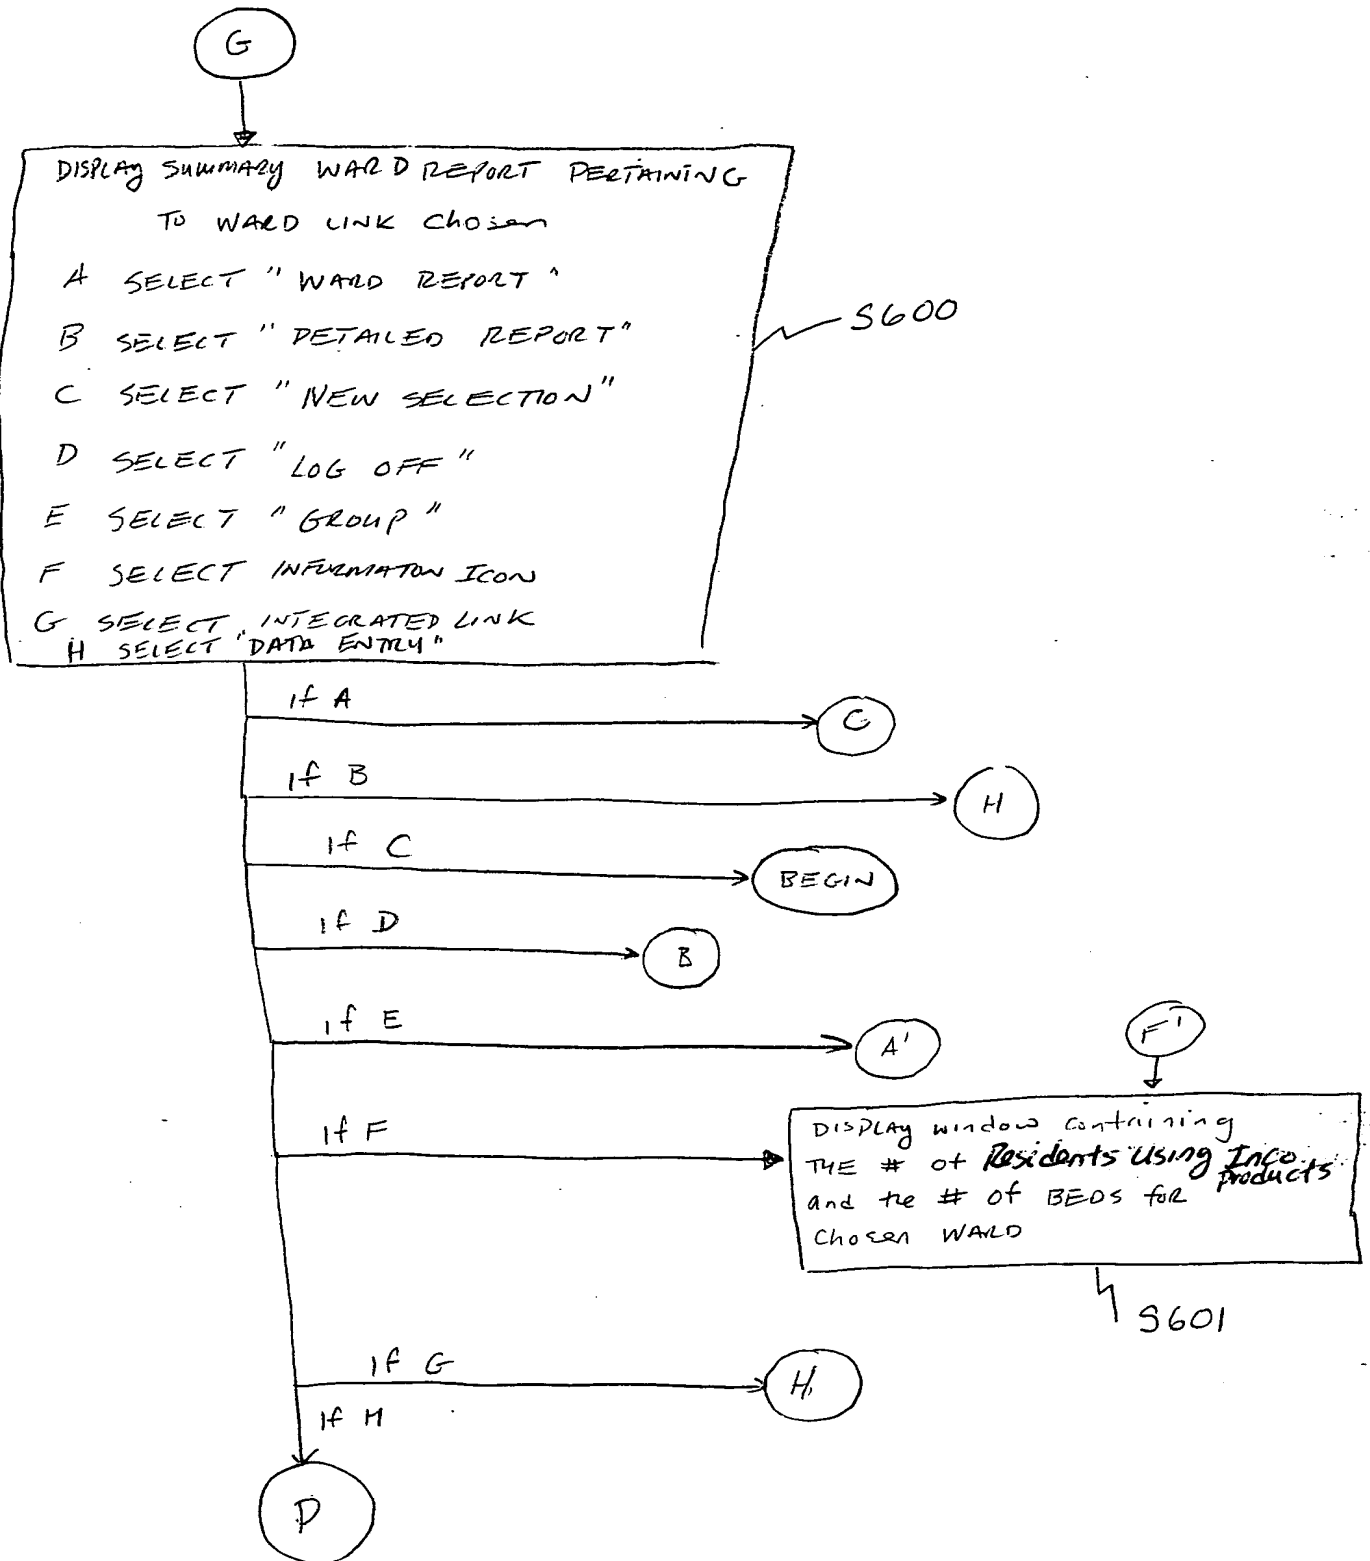 G
DISPLAY SUMMARY WARD REPORT PERTAINING
TO WARD LINK Chosen
A SELECT "WARD REPORT"
B SELECT "DETAILED REPORT"
C SELECT "NEW SELECTION"
D SELECT "LOG OFF"
E SELECT "GROUP"
F SELECT INFORMATON ICON
G SELECT INTEGRATED LINK
H SELECT "DATA ENTRY"
S600
if A
C
if B
H
if C
BEGIN
if D
B
if E
A'
F'
if F
DISPLAY window containing
THE # of Residents Using Inco
products
and the # of BEDS for
Chosen WARD
S601
If G
H
If H
D